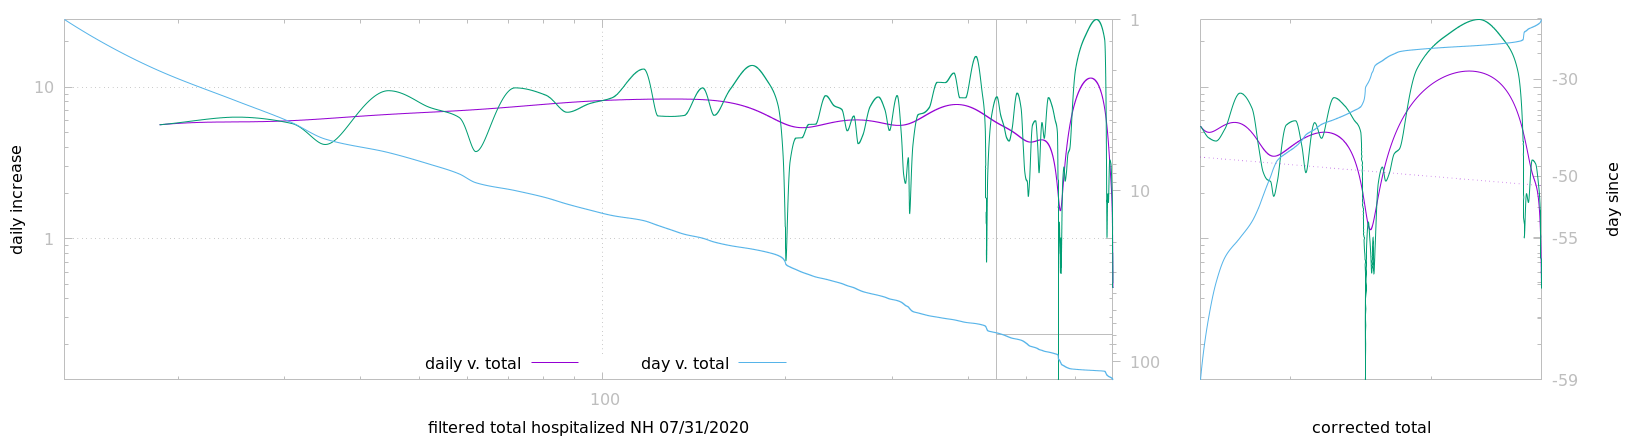 1
10
-30
daily increase
-50
10
day since
1
-55
daily v. total
day v. total
100
-59
100
filtered total hospitalized NH 07/31/2020
corrected total